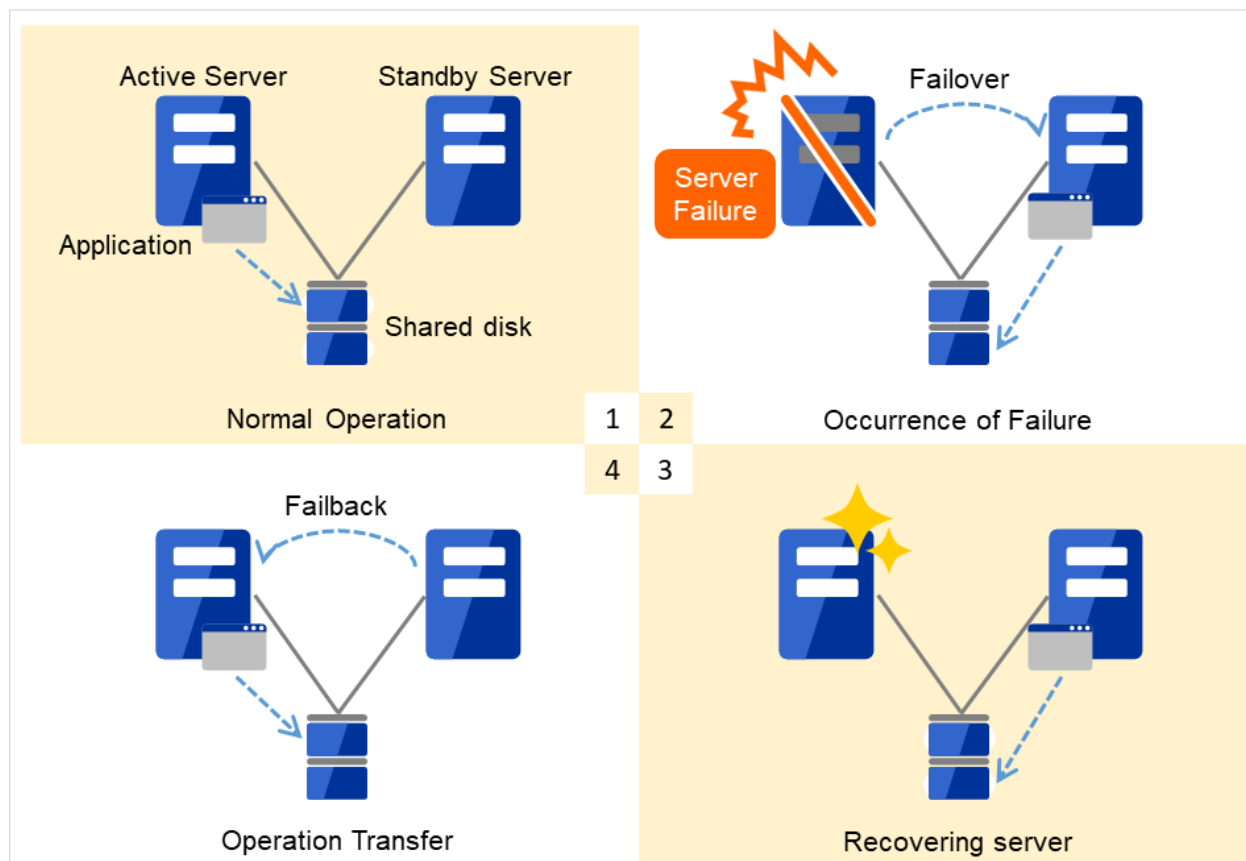 Active Server
Standby Server
Application
Shared disk
Normal Operation
1
Failover
Server
Failure
2
Occurrence of Failure
3
Recovering server
4
Failback
Operation Transfer